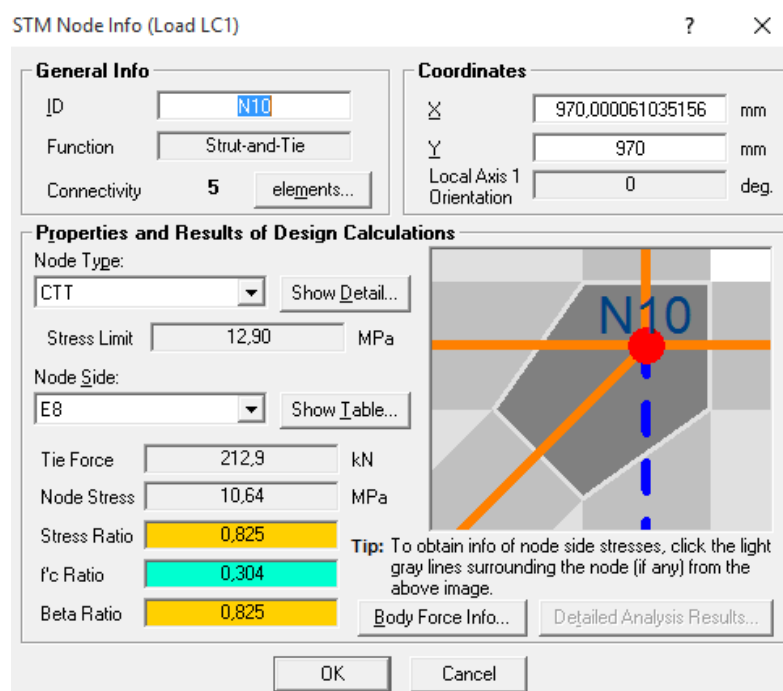 STM Node Info (Load LC1)
? ×
General Info
ID N10
Function Strut-and-Tie
Connectivity 5 elements...
Coordinates
X 970,000061035156 mm
Y 970 mm
Local Axis 1
Orientation 0 deg.
Properties and Results of Design Calculations
Node Type:
CTT Show Detail...
Stress Limit 12,90 MPa
Node Side:
E8 Show Table...
Tie Force 212,9 kN
Node Stress 10,64 MPa
Stress Ratio 0,825
f'c Ratio 0,304
Beta Ratio 0,825
N10
Tip: To obtain info of node side stresses, click the light
gray lines surrounding the node (if any) from the
above image.
Body Force Info... Detailed Analysis Results...
OK Cancel